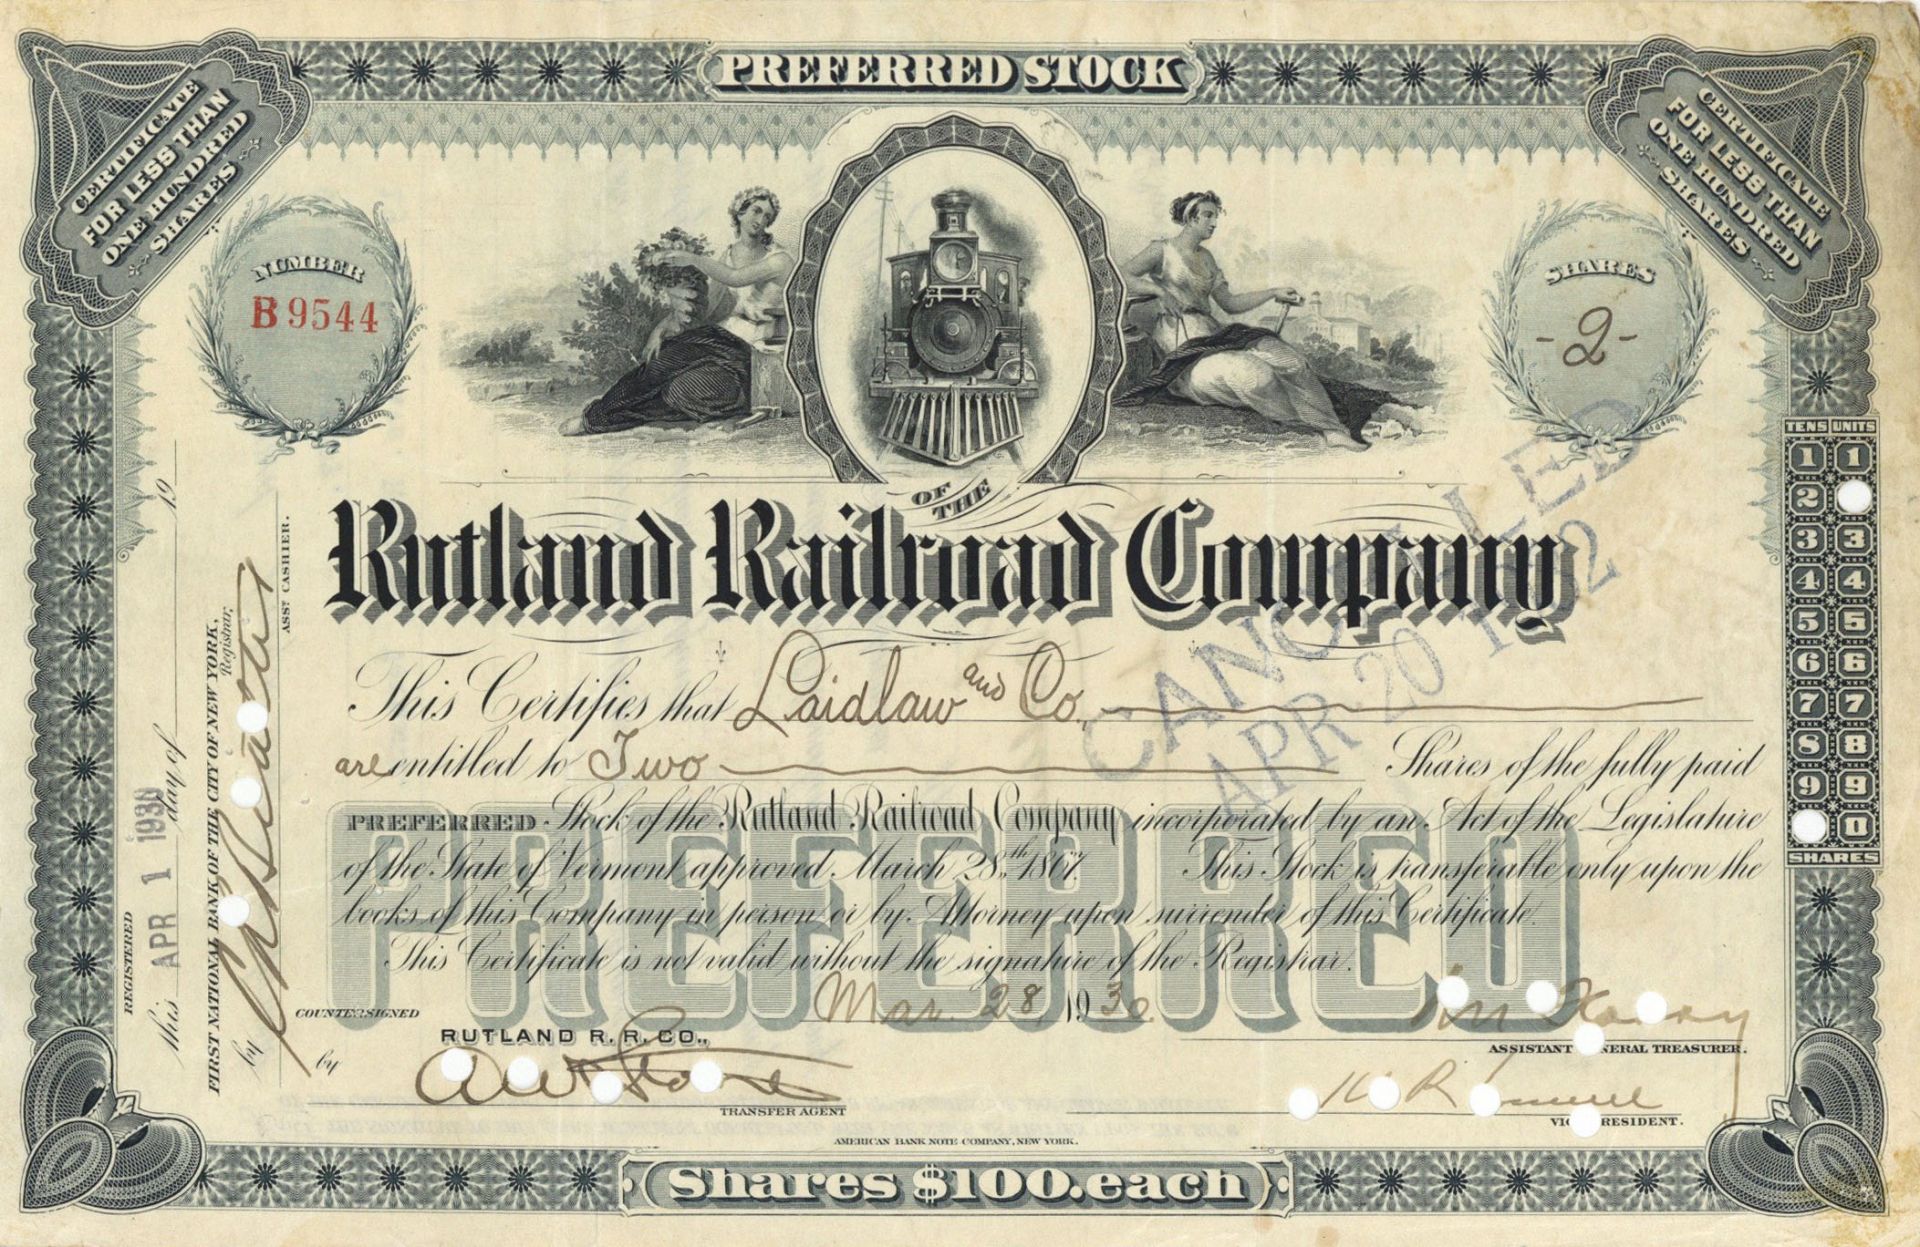 PREFERRED STOCK
CERTIFICATE
FOR LESS THAN
ONE HUNDRED
SHARES
CERTIFICATE
FOR LESS THAN
ONE HUNDRED
SHARES
NUMBER
B 9544
SHARES
-2-
OF
THE
Rutland Railroad Company
CANCELLED
APR 20 1932
This Certifies that Laidlaw and Co.
are entitled to Two Shares of the fully paid
PREFERRED Stock of the Rutland Railroad Company incorporated by an Act of the Legislature
of the State of Vermont approved March 28th, 1867. This Stock is transferable only upon the
books of this Company in person or by Attorney upon surrender of this Certificate.
This Certificate is not valid without the signature of the Registrar.
PREFERRED
Mar. 28, 1930
COUNTERSIGNED
RUTLAND R. R. CO.,
by
TRANSFER AGENT
ASSISTANT GENERAL TREASURER.
VICE PRESIDENT.
AMERICAN BANK NOTE COMPANY, NEW YORK.
Shares $100. each
REGISTERED
this APR 1 1930 day of 19
FIRST NATIONAL BANK OF THE CITY OF NEW YORK,
Registrar.
by
ASST CASHIER.
TENS UNITS
1 1
2
3 3
4 4
5 5
6 6
7 7
8 8
9 9
0
SHARES